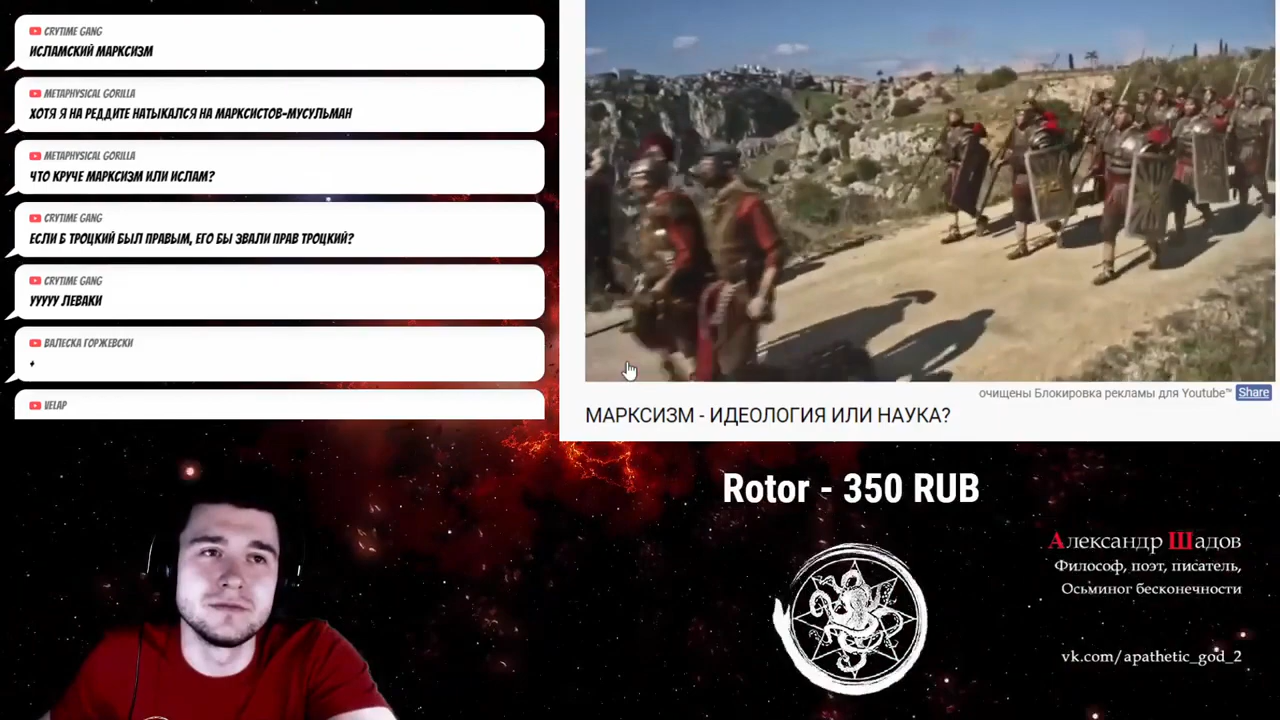 CRYTIME GANG
ИСЛАМСКИЙ МАРКСИЗМ
METAPHYSICAL GORILLA
ХОТЯ Я НА РЕДДИТЕ НАТЫКАЛСЯ НА МАРКСИСТОВ-МУСУЛЬМАН
METAPHYSICAL GORILLA
ЧТО КРУЧЕ МАРКСИЗМ ИЛИ ИСЛАМ?
CRYTIME GANG
ЕСЛИ Б ТРОЦКИЙ БЫЛ ПРАВЫМ, ЕГО БЫ ЗВАЛИ ПРАВ ТРОЦКИЙ?
CRYTIME GANG
УУУУУ ЛЕВАКИ
ВАЛЕСКА ГОРЖЕВСКИ
+
VELAP
очищены Блокировка рекламы для Youtube™ Share
МАРКСИЗМ - ИДЕОЛОГИЯ ИЛИ НАУКА?
Rotor - 350 RUB
Александр Шадов
Философ, поэт, писатель,
Осьминог бесконечности
vk.com/apathetic_god_2